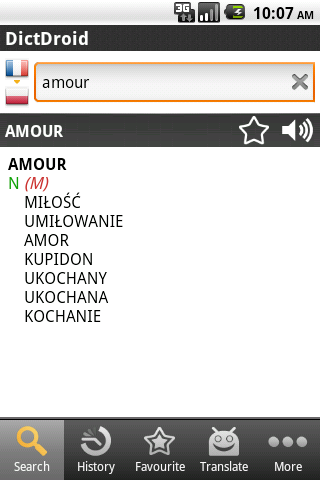 3G 10:07 AM
DictDroid
amour
AMOUR
AMOUR
N (M)
MIŁOŚĆ
UMIŁOWANIE
AMOR
KUPIDON
UKOCHANY
UKOCHANA
KOCHANIE
Search History Favourite Translate More